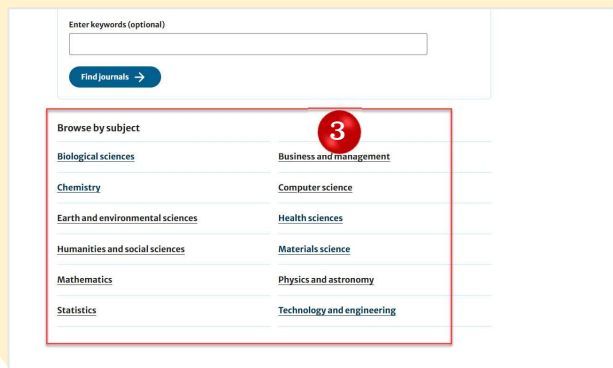 Enter keywords (optional)
Find journals →
Browse by subject
3
Biological sciences
Business and management
Chemistry
Computer science
Earth and environmental sciences
Health sciences
Humanities and social sciences
Materials science
Mathematics
Physics and astronomy
Statistics
Technology and engineering